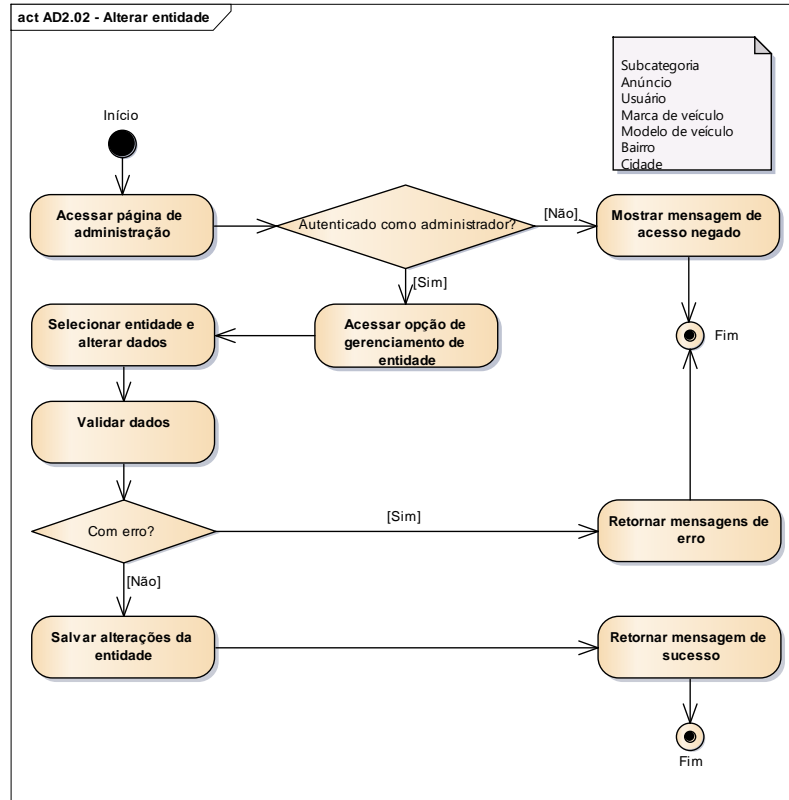 act AD2.02 - Alterar entidade
Subcategoria
Anúncio
Usuário
Marca de veículo
Modelo de veículo
Bairro
Cidade
Início
Acessar página de
administração
Autenticado como administrador?
[Não]
Mostrar mensagem de
acesso negado
[Sim]
Selecionar entidade e
alterar dados
Acessar opção de
gerenciamento de
entidade
Fim
Validar dados
Com erro?
[Sim]
Retornar mensagens de
erro
[Não]
Salvar alterações da
entidade
Retornar mensagem de
sucesso
Fim